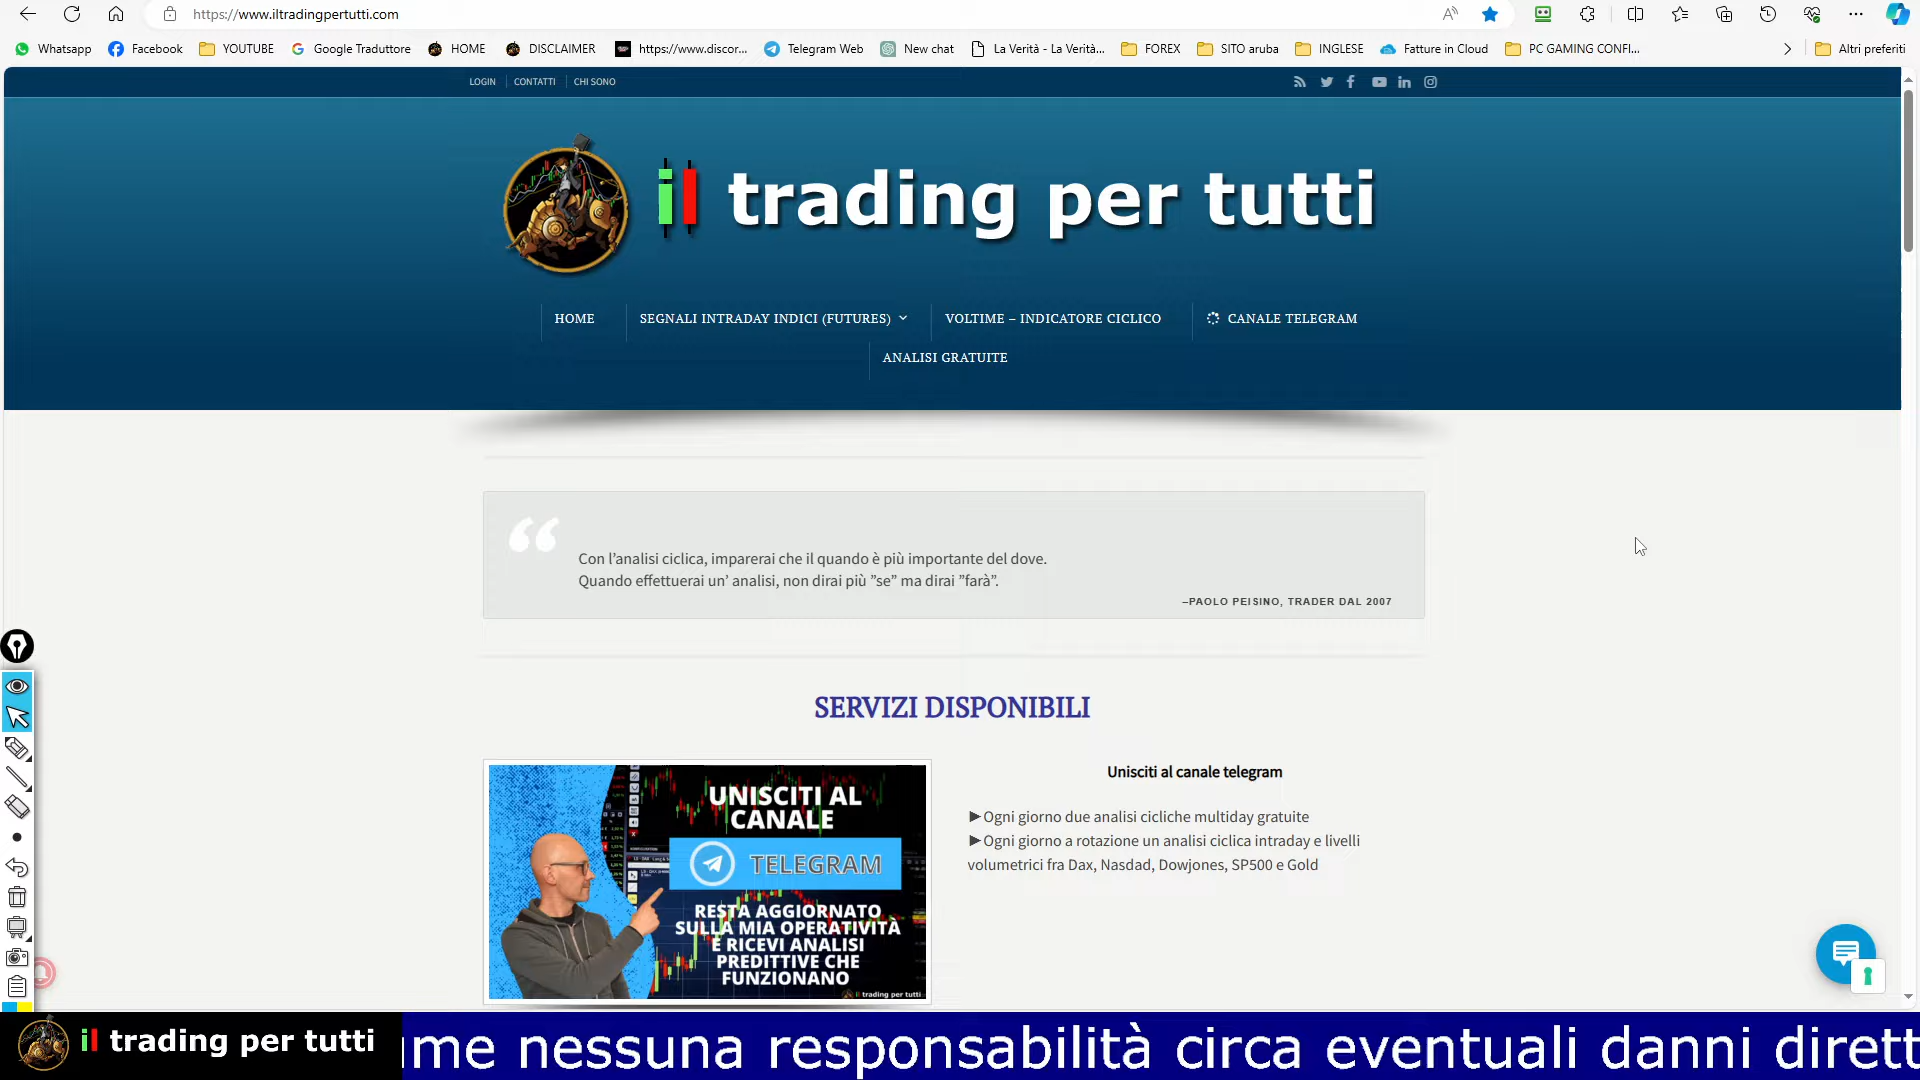 https://www.iltradingpertutti.com
Whatsapp
Facebook
YOUTUBE
Google Traduttore
HOME
DISCLAIMER
https://www.discor...
Telegram Web
New chat
La Verità - La Verità...
FOREX
SITO aruba
INGLESE
Fatture in Cloud
PC GAMING CONFI...
Altri preferiti
LOGIN
CONTATTI
CHI SONO
il trading per tutti
HOME
SEGNALI INTRADAY INDICI (FUTURES)
VOLTIME – INDICATORE CICLICO
CANALE TELEGRAM
ANALISI GRATUITE
Con l’analisi ciclica, imparerai che il quando è più importante del dove.
Quando effettuerai un’ analisi, non dirai più ”se” ma dirai ”farà”.
–PAOLO PEISINO, TRADER DAL 2007
SERVIZI DISPONIBILI
UNISCITI AL
CANALE
TELEGRAM
RESTA AGGIORNATO
SULLA MIA OPERATIVITÀ
E RICEVI ANALISI
PREDITTIVE CHE
FUNZIONANO
il trading per tutti
Unisciti al canale telegram
►Ogni giorno due analisi cicliche multiday gratuite
►Ogni giorno a rotazione un analisi ciclica intraday e livelli
volumetrici fra Dax, Nasdad, Dowjones, SP500 e Gold
il trading per tutti
ume nessuna responsabilità circa eventuali danni dirett